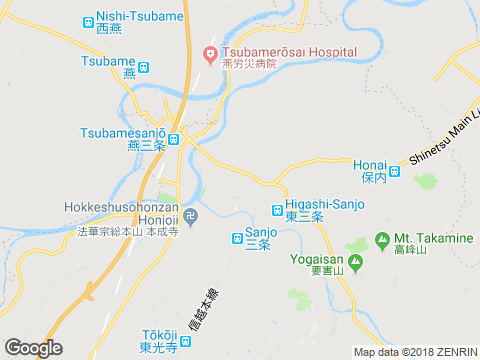 Nishi-Tsubame
西燕
Tsubamerōsai Hospital
燕労災病院
Tsubame
燕
Tsubamesanjō
燕三条
Shinetsu Main Li
Honai
保内
Hokkeshusohonzan
Honjoji
法華宗総本山 本成寺
Higashi-Sanjo
東三条
Sanjo
三条
Mt. Takamine
高峰山
Yogaisan
要害山
信越本線
Tōkōji
東光寺
Google
Map data ©2018 ZENRIN